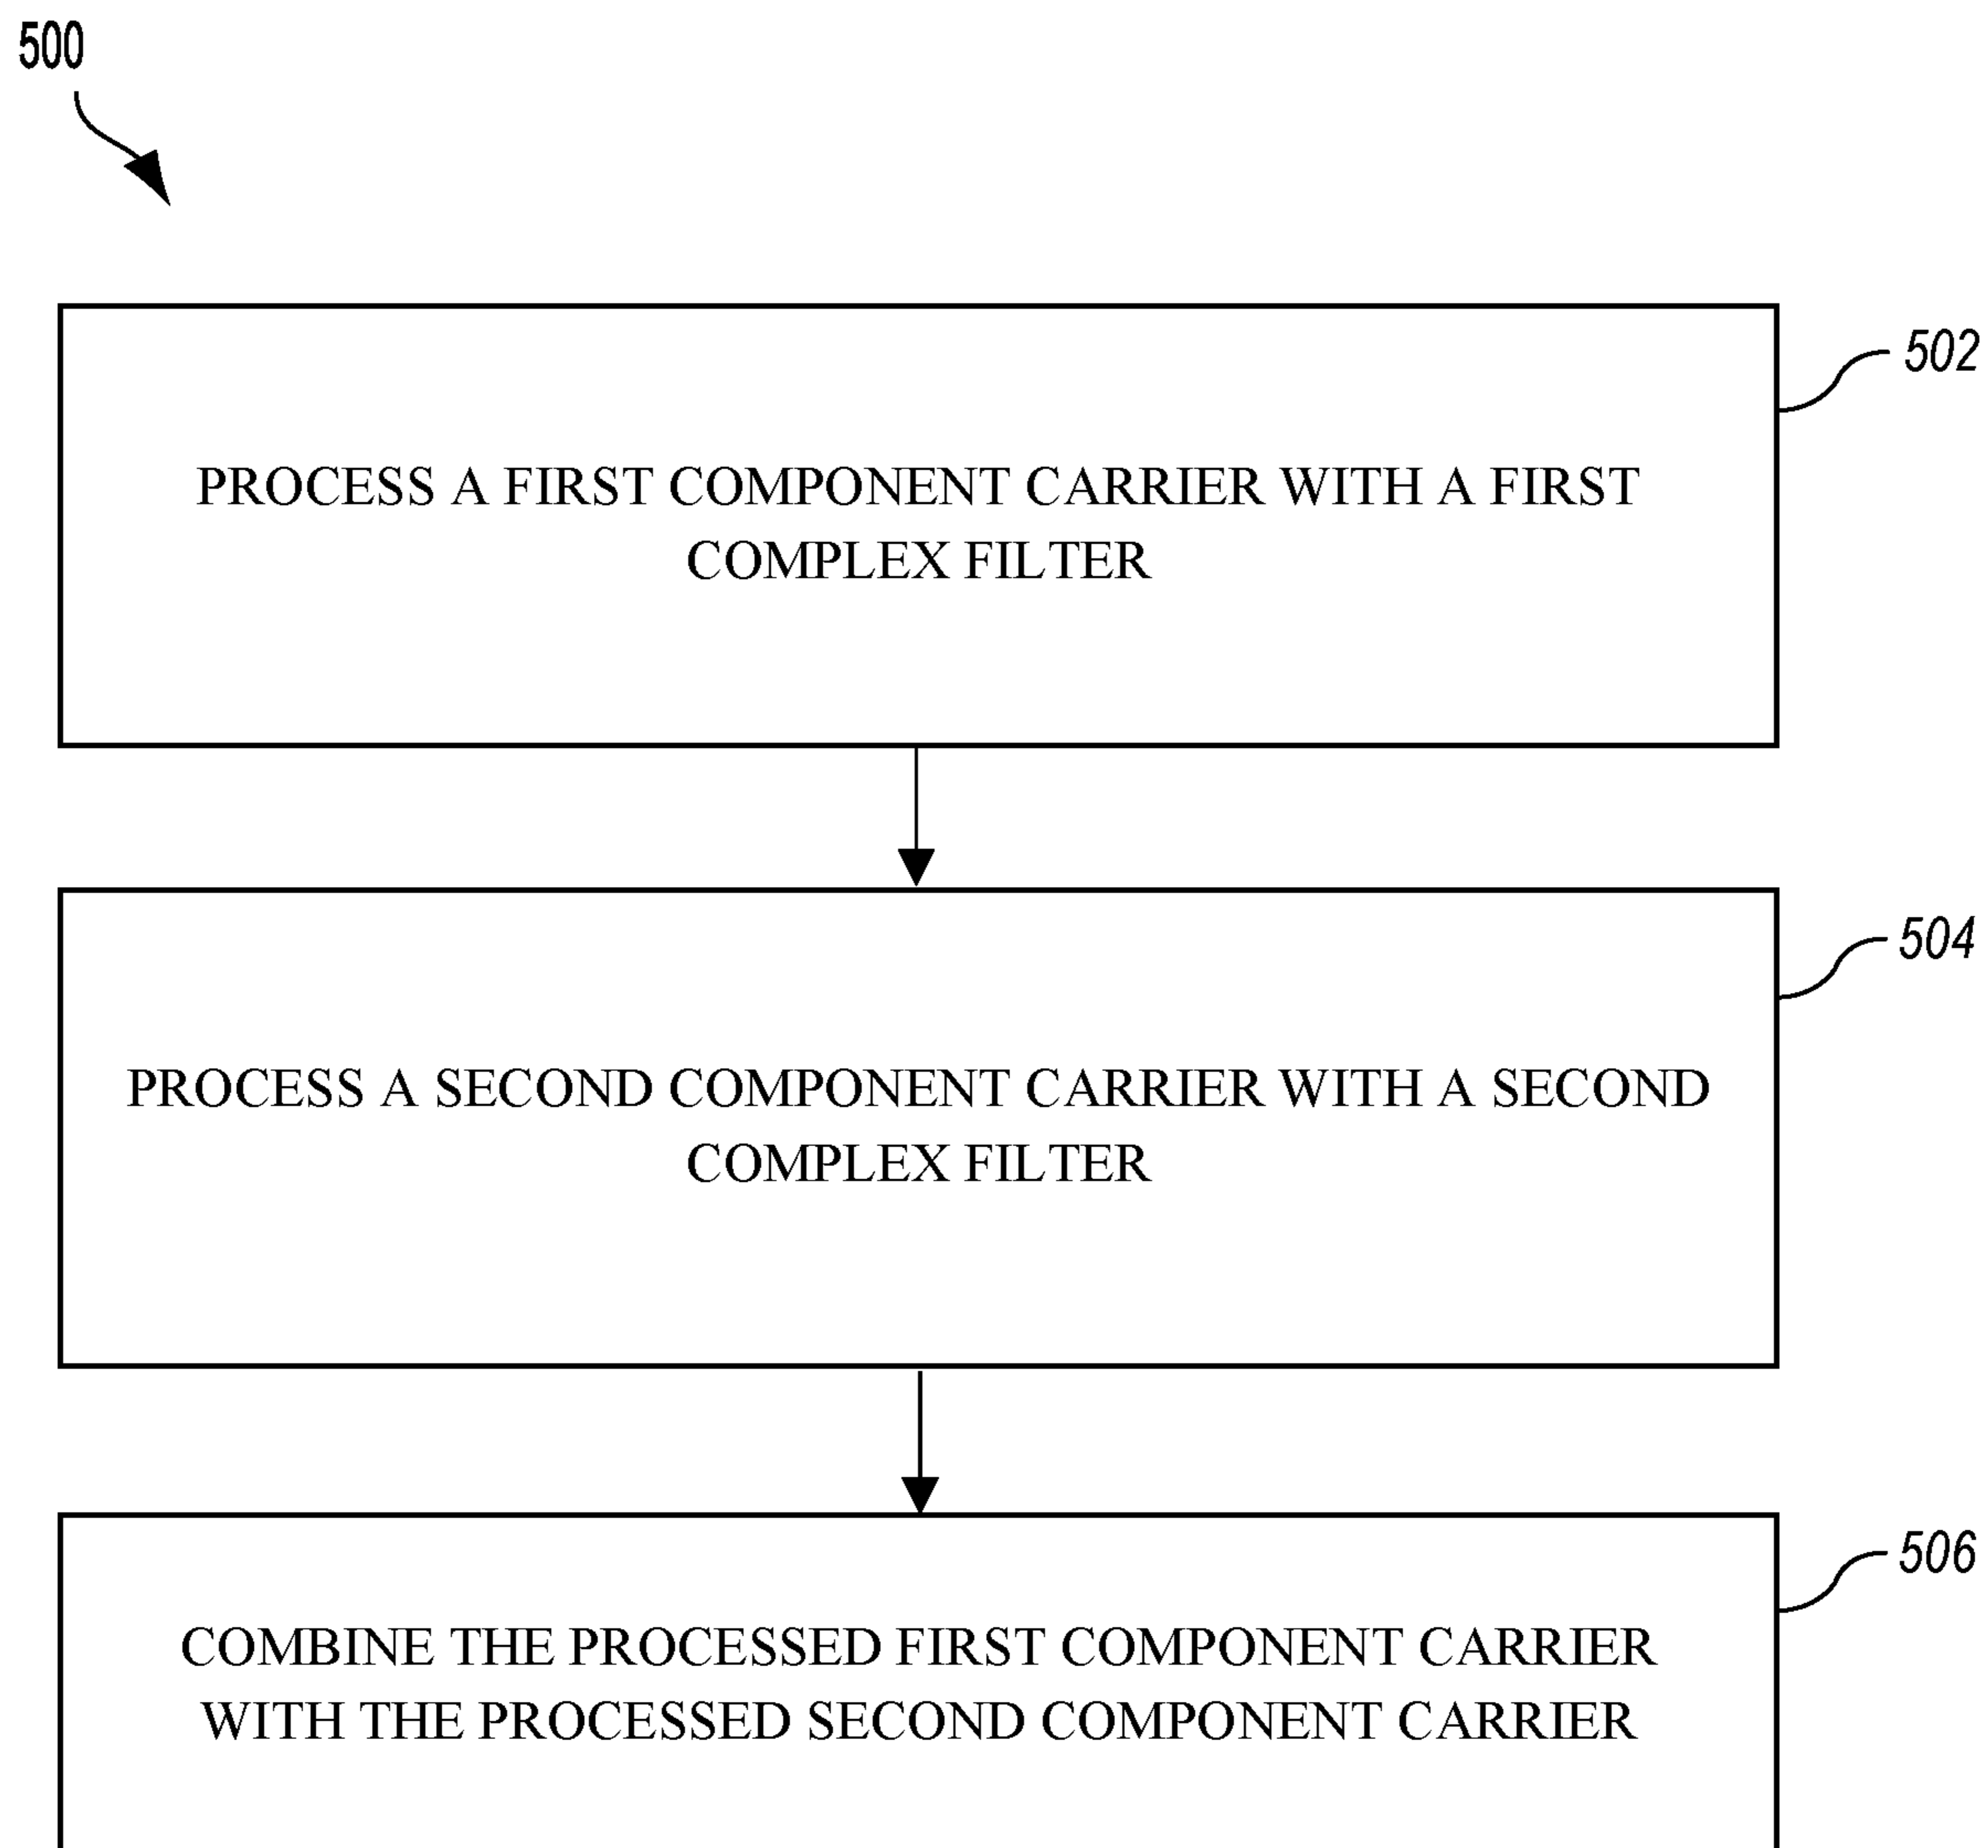 500
502
PROCESS A FIRST COMPONENT CARRIER WITH A FIRST
COMPLEX FILTER
504
PROCESS A SECOND COMPONENT CARRIER WITH A SECOND
COMPLEX FILTER
506
COMBINE THE PROCESSED FIRST COMPONENT CARRIER
WITH THE PROCESSED SECOND COMPONENT CARRIER